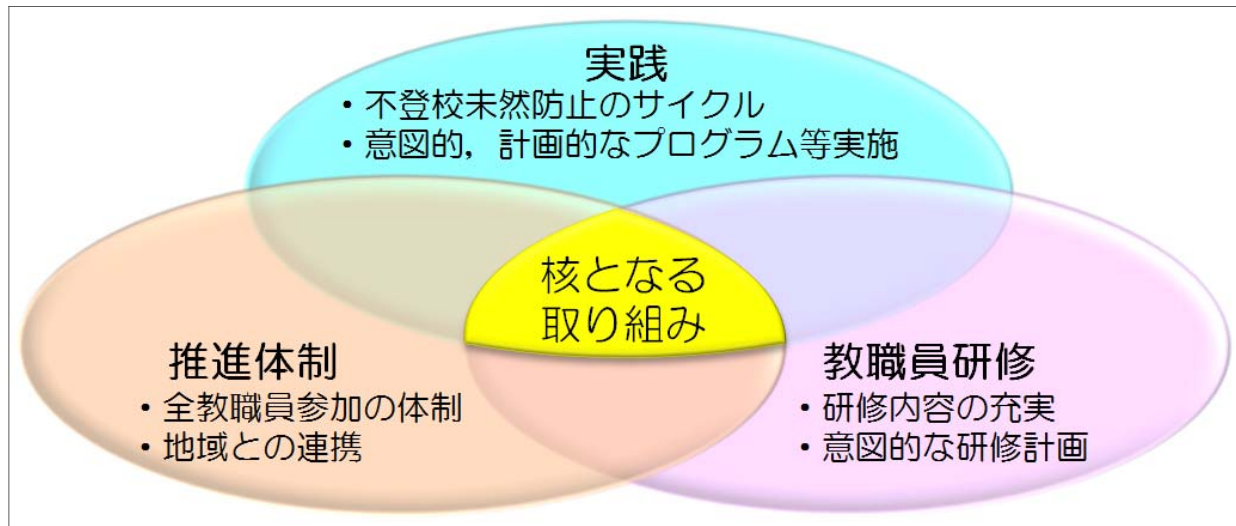 実践
・不登校未然防止のサイクル
・意図的，計画的なプログラム等実施
核となる
取り組み
推進体制
・全教職員参加の体制
・地域との連携
教職員研修
・研修内容の充実
・意図的な研修計画